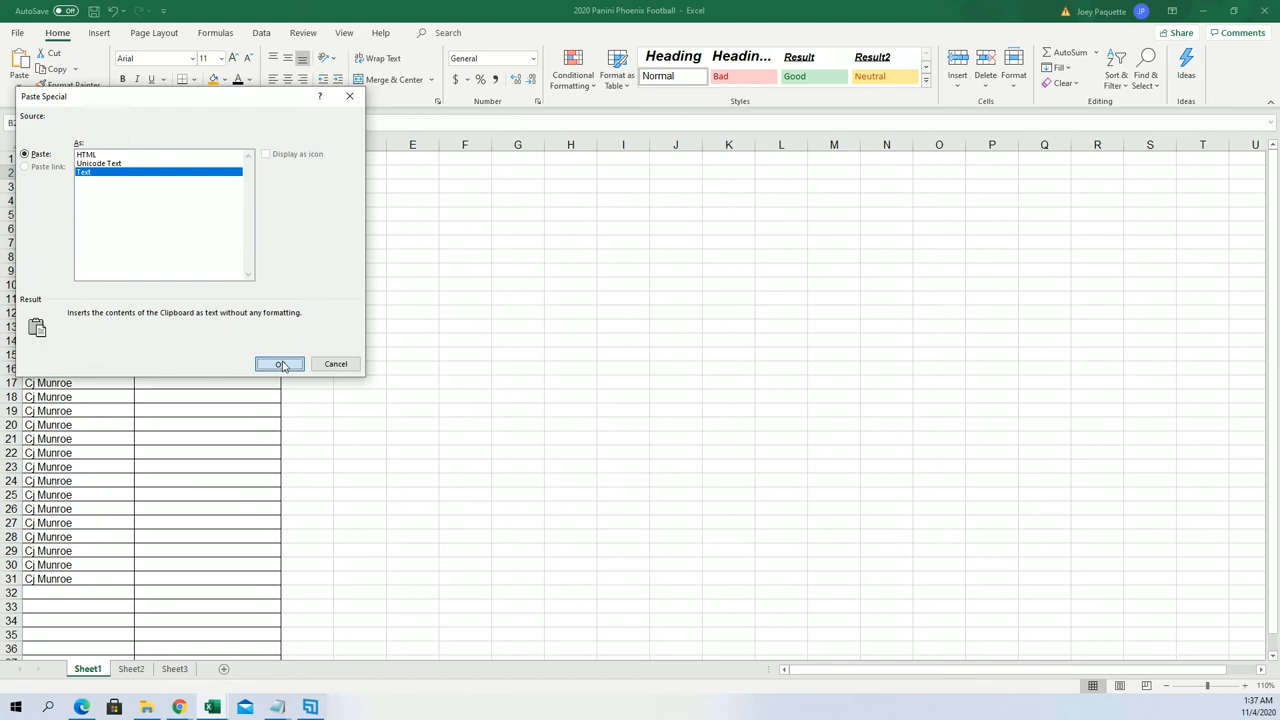 AutoSave Off 2020 Panini Phoenix Football - Excel Joey Paquette JP
File Home Insert Page Layout Formulas Data Review View Help Search Share Comments
Cut
Copy
Format Painter
Paste
Arial 11 A A
B I U
Wrap Text
Merge & Center
General
$ % 9
Number
Conditional Formatting
Format as Table
Heading Headin... Result Result2
Normal Bad Good Neutral
Styles
Insert Delete Format
Cells
AutoSum
Fill
Clear
Sort & Filter
Find & Select
Editing
Ideas
Ideas
Paste Special ?
Source:
As:
Paste:
Paste link:
HTML
Unicode Text
Text
Display as icon
Result
Inserts the contents of the Clipboard as text without any formatting.
Cancel
E F G H I J K L M N O P Q R S T U
1
2
3
4
5
6
7
8
9
10
11
12
13
14
15
16
17 Cj Munroe
18 Cj Munroe
19 Cj Munroe
20 Cj Munroe
21 Cj Munroe
22 Cj Munroe
23 Cj Munroe
24 Cj Munroe
25 Cj Munroe
26 Cj Munroe
27 Cj Munroe
28 Cj Munroe
29 Cj Munroe
30 Cj Munroe
31 Cj Munroe
32
33
34
35
36
Sheet1 Sheet2 Sheet3
110%
1:37 AM
11/4/2020